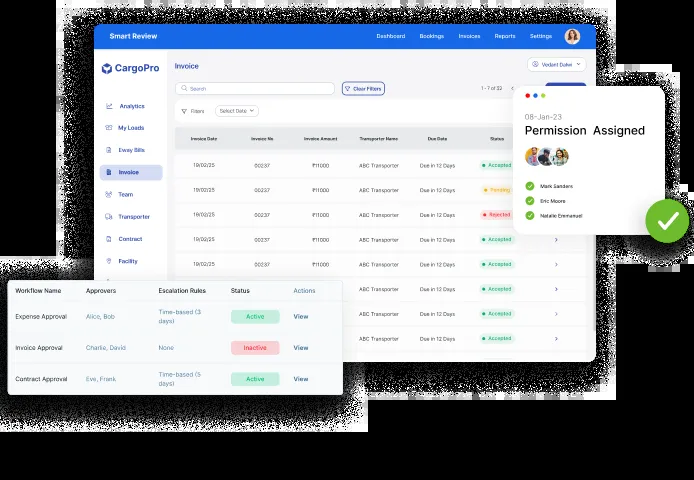 Smart Review
Dashboard Bookings Invoices Reports Settings
CargoPro
Analytics
My Loads
Eway Bills
Invoice
Team
Transporter
Contract
Facility
Invoice
Vedant Dalvi
Search
Clear Filters
1 - 7 of 32
Filters
Select Date
Invoice Date Invoice No. Invoice Amount Transporter Name Due Date Status
19/02/25 00237 ₹11000 ABC Transporter Due in 12 Days Accepted
19/02/25 00237 ₹11000 ABC Transporter Due in 12 Days Pending
19/02/25 00237 ₹11000 ABC Transporter Due in 12 Days Rejected
19/02/25 00237 ₹11000 ABC Transporter Due in 12 Days Accepted
19/02/25 00237 ₹11000 ABC Transporter Due in 12 Days Accepted
ABC Transporter Due in 12 Days Accepted
ABC Transporter Due in 12 Days Accepted
ABC Transporter Due in 12 Days Accepted
08-Jan-23
Permission Assigned
Mark Sanders
Eric Moore
Natalie Emmanuel
Workflow Name Approvers Escalation Rules Status Actions
Expense Approval Alice, Bob Time-based (3
days) Active View
Invoice Approval Charlie, David None Inactive View
Contract Approval Eve, Frank Time-based (5
days) Active View